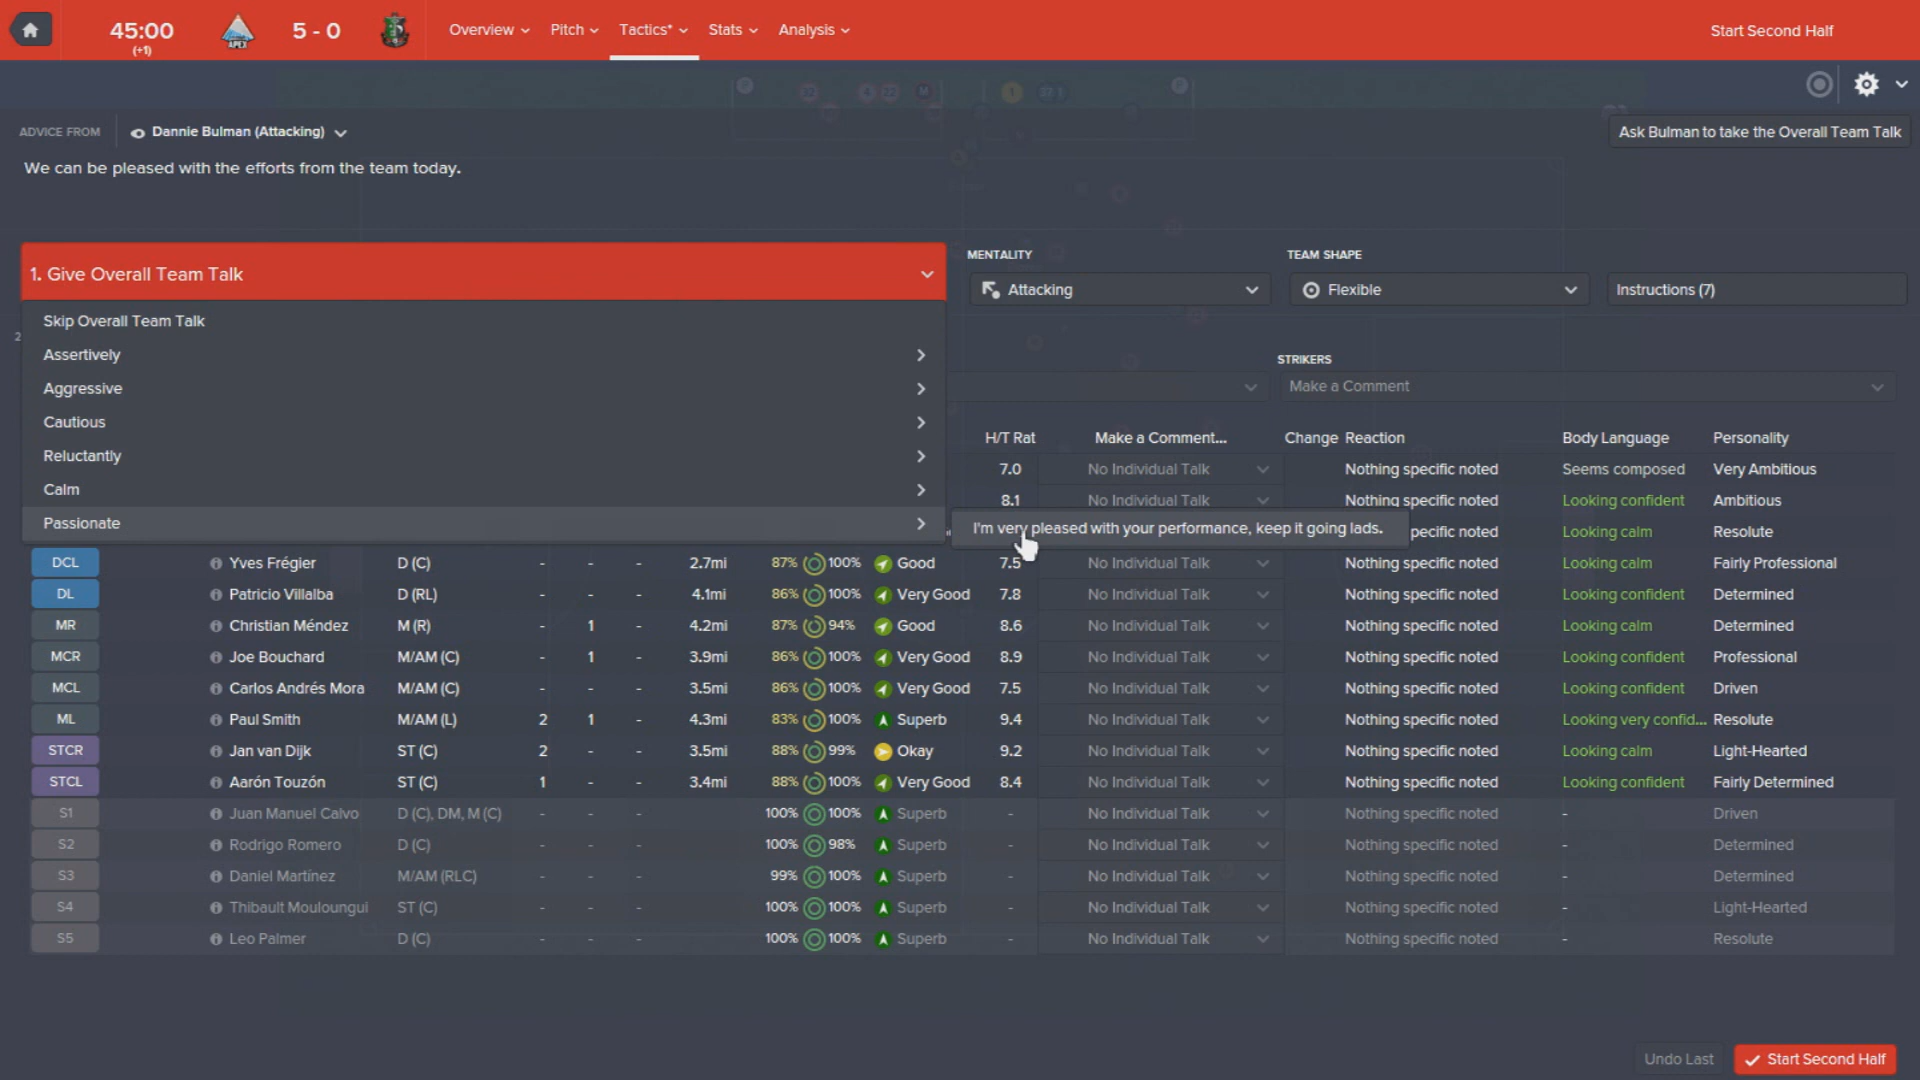 45:00
(+1)
APEX
5 - 0
Overview
Pitch
Tactics*
Stats
Analysis
Start Second Half
ADVICE FROM
Dannie Bulman (Attacking)
Ask Bulman to take the Overall Team Talk
We can be pleased with the efforts from the team today.
1. Give Overall Team Talk
MENTALITY
Attacking
TEAM SHAPE
Flexible
Instructions (7)
Skip Overall Team Talk
Assertively
Aggressive
Cautious
Reluctantly
Calm
Passionate
I'm very pleased with your performance, keep it going lads.
STRIKERS
Make a Comment
H/T Rat Make a Comment... Change Reaction Body Language Personality
7.0 No Individual Talk Nothing specific noted Seems composed Very Ambitious
8.1 No Individual Talk Nothing specific noted Looking confident Ambitious
pecific noted Looking calm Resolute
DCL Yves Frégier D (C) - - - 2.7mi 87% 100% Good 7.5 No Individual Talk Nothing specific noted Looking calm Fairly Professional
DL Patricio Villalba D (RL) - - - 4.1mi 86% 100% Very Good 7.8 No Individual Talk Nothing specific noted Looking confident Determined
MR Christian Méndez M (R) - 1 - 4.2mi 87% 94% Good 8.6 No Individual Talk Nothing specific noted Looking calm Determined
MCR Joe Bouchard M/AM (C) - 1 - 3.9mi 86% 100% Very Good 8.9 No Individual Talk Nothing specific noted Looking confident Professional
MCL Carlos Andrés Mora M/AM (C) - - - 3.5mi 86% 100% Very Good 7.5 No Individual Talk Nothing specific noted Looking confident Driven
ML Paul Smith M/AM (L) 2 1 - 4.3mi 83% 100% Superb 9.4 No Individual Talk Nothing specific noted Looking very confid... Resolute
STCR Jan van Dijk ST (C) 2 - - 3.5mi 88% 99% Okay 9.2 No Individual Talk Nothing specific noted Looking calm Light-Hearted
STCL Aarón Touzón ST (C) 1 - - 3.4mi 88% 100% Very Good 8.4 No Individual Talk Nothing specific noted Looking confident Fairly Determined
S1 Juan Manuel Calvo D (C), DM, M (C) - - - 100% 100% Superb - No Individual Talk Nothing specific noted - Driven
S2 Rodrigo Romero D (C) - - - 100% 98% Superb - No Individual Talk Nothing specific noted - Determined
S3 Daniel Martínez M/AM (RLC) - - - 99% 100% Superb - No Individual Talk Nothing specific noted - Determined
S4 Thibault Mouloungui ST (C) - - - 100% 100% Superb - No Individual Talk Nothing specific noted - Light-Hearted
S5 Leo Palmer D (C) - - - 100% 100% Superb - No Individual Talk Nothing specific noted - Resolute
Undo Last
Start Second Half